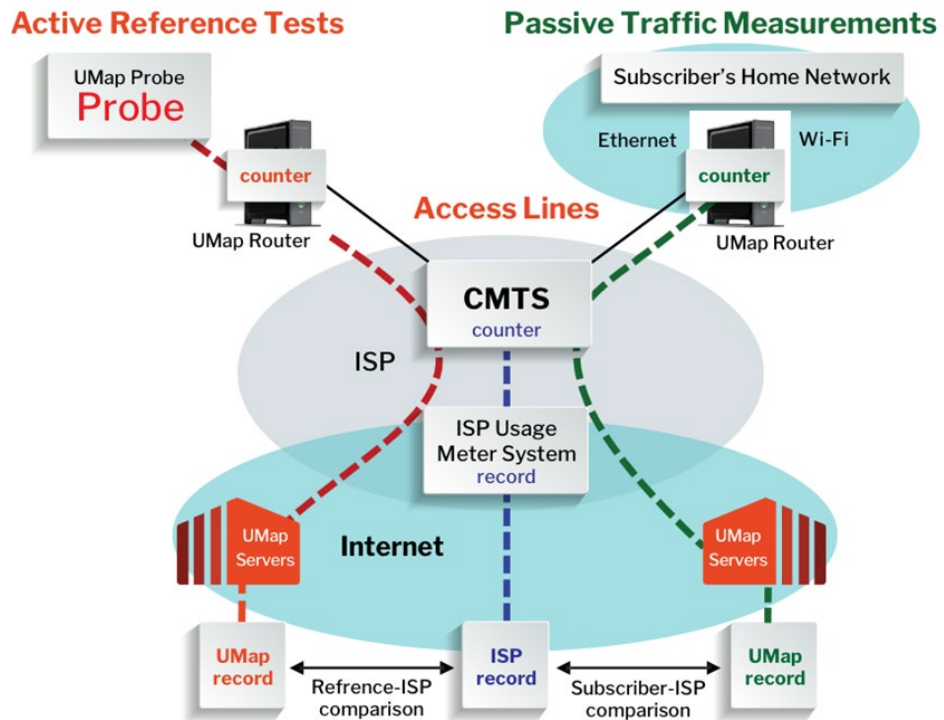 Active Reference Tests
Passive Traffic Measurements
UMap Probe
Probe
Subscriber's Home Network
Ethernet
Wi-Fi
counter
counter
UMap Router
Access Lines
UMap Router
CMTS
counter
ISP
ISP Usage
Meter System
record
UMap
Servers
Internet
UMap
Servers
UMap
record
Refrence-ISP
comparison
ISP
record
Subscriber-ISP
comparison
UMap
record